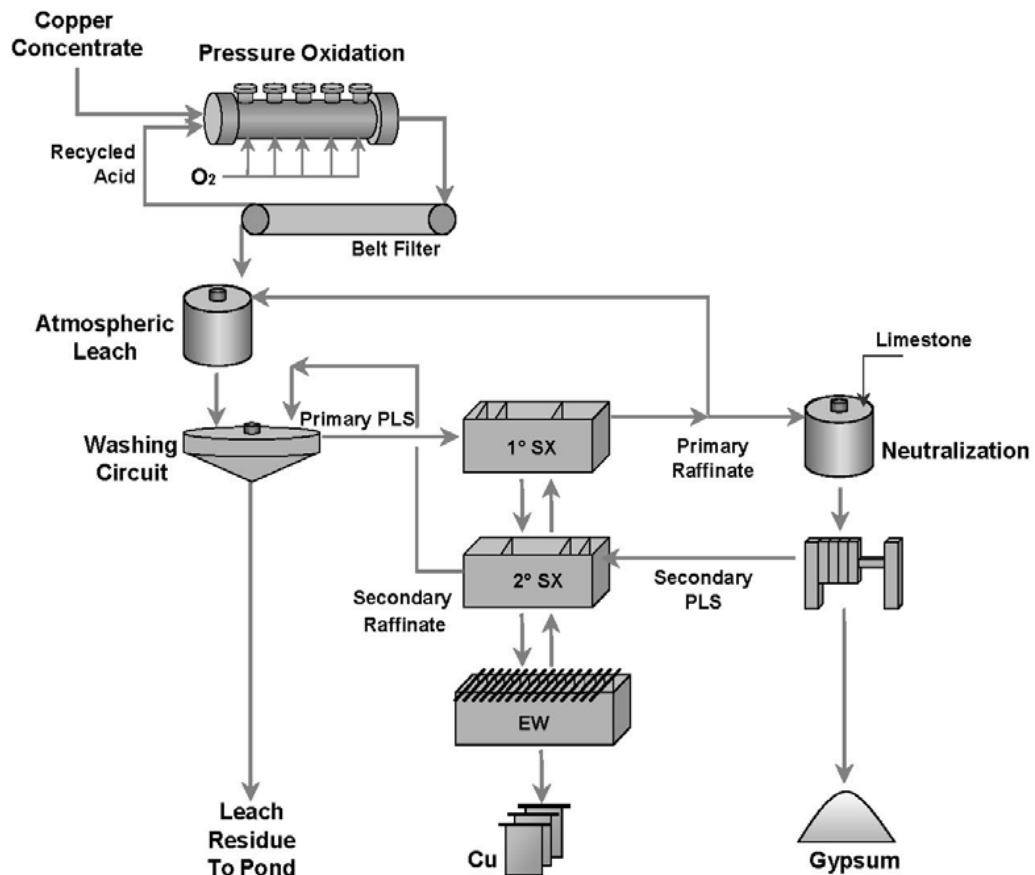 Copper
Concentrate
Pressure Oxidation
Recycled
Acid
O₂
Belt Filter
Atmospheric
Leach
Limestone
Primary PLS
Washing
Circuit
1° SX
Primary
Raffinate
Neutralization
2° SX
Secondary
Raffinate
Secondary
PLS
EW
Leach
Residue
To Pond
Cu
Gypsum